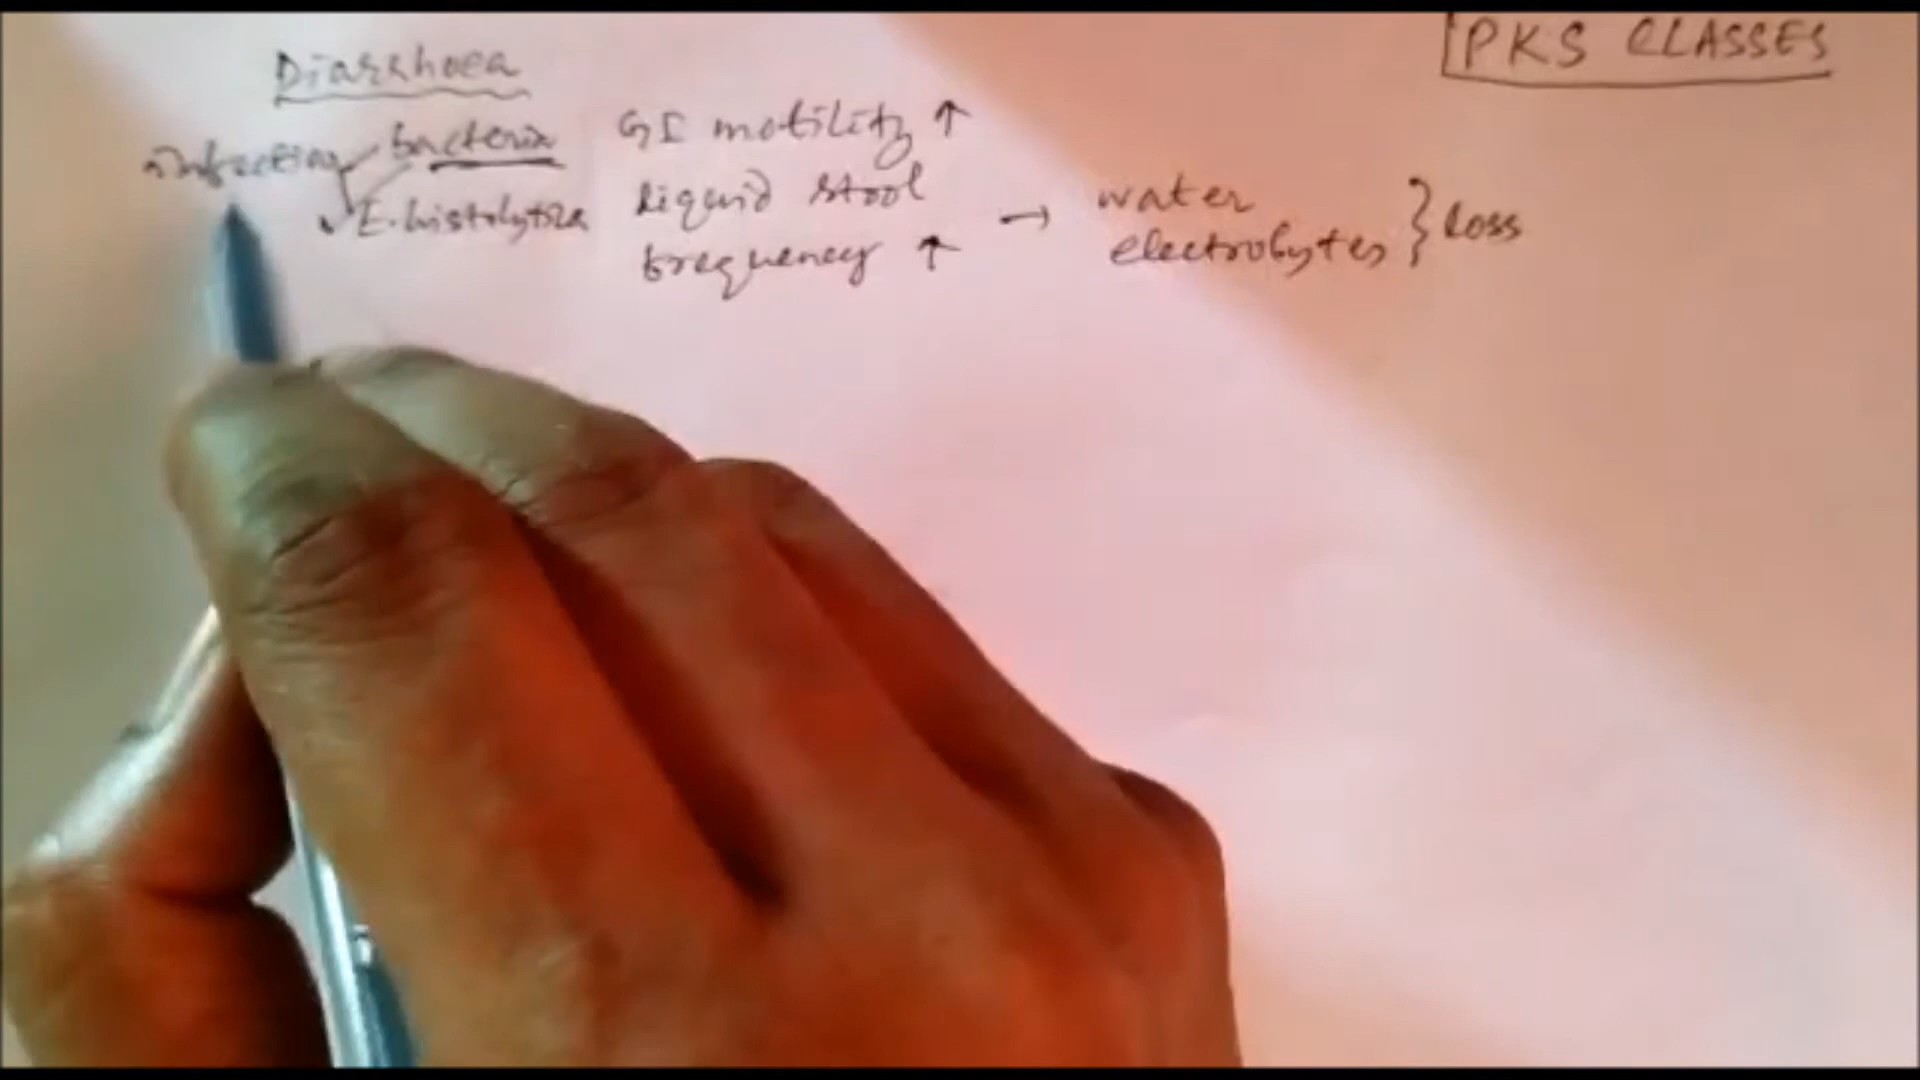 PKS CLASSES
Diarrhoea
infection bacteria
E. histolytica
GI motility ↑
liquid stool
frequency ↑ → water
electrolytes } loss